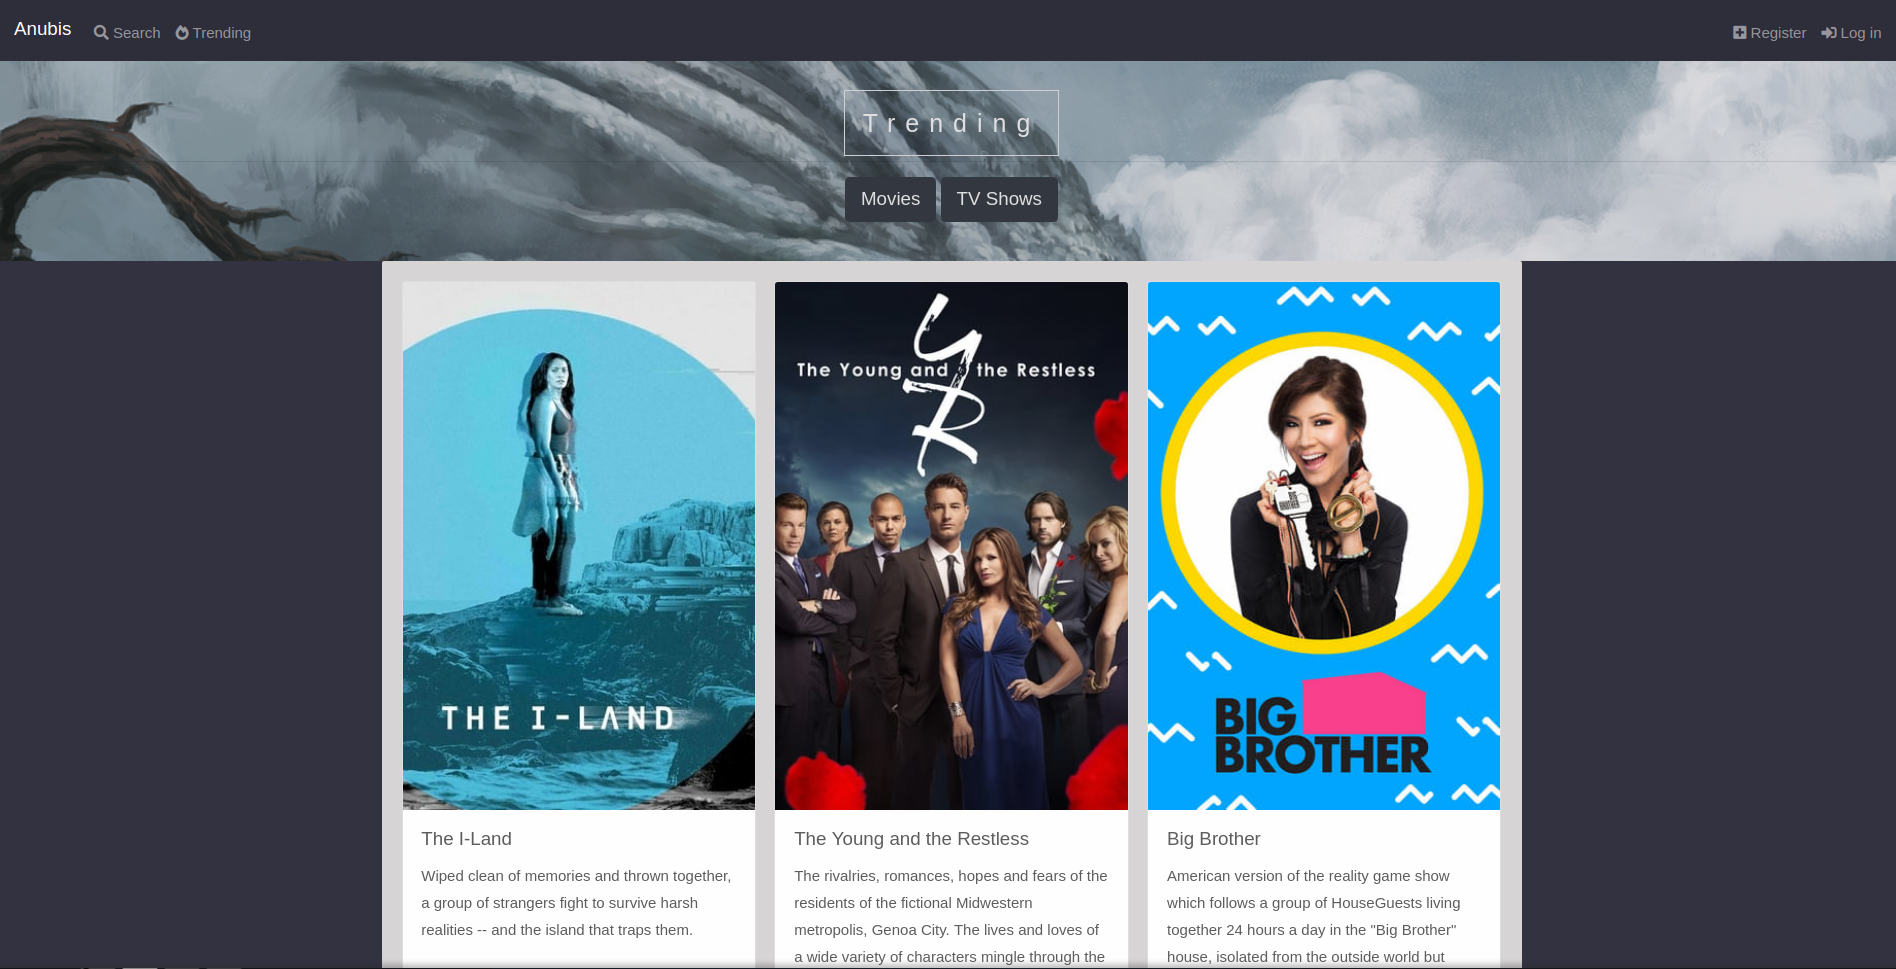 Anubis
Search
Trending
Register
Log in
Trending
Movies
TV Shows
THE I-LAND
The Young and the Restless
YR
BIG BROTHER
BIG
BROTHER
The I-Land
Wiped clean of memories and thrown together,
a group of strangers fight to survive harsh
realities -- and the island that traps them.
The Young and the Restless
The rivalries, romances, hopes and fears of the
residents of the fictional Midwestern
metropolis, Genoa City. The lives and loves of
a wide variety of characters mingle through the
Big Brother
American version of the reality game show
which follows a group of HouseGuests living
together 24 hours a day in the "Big Brother"
house, isolated from the outside world but